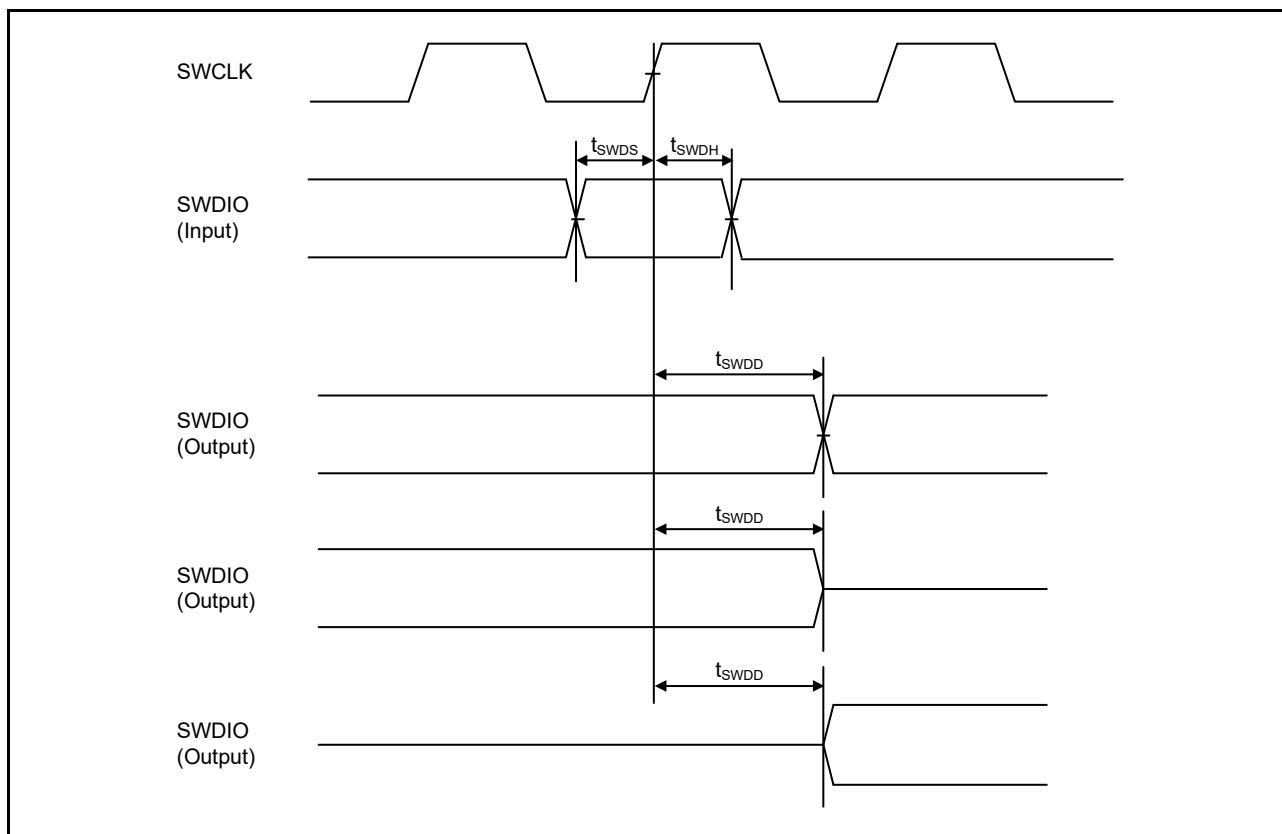 SWCLK
tSWDS
tSWDH
SWDIO
(Input)
tSWDD
SWDIO
(Output)
tSWDD
SWDIO
(Output)
tSWDD
SWDIO
(Output)